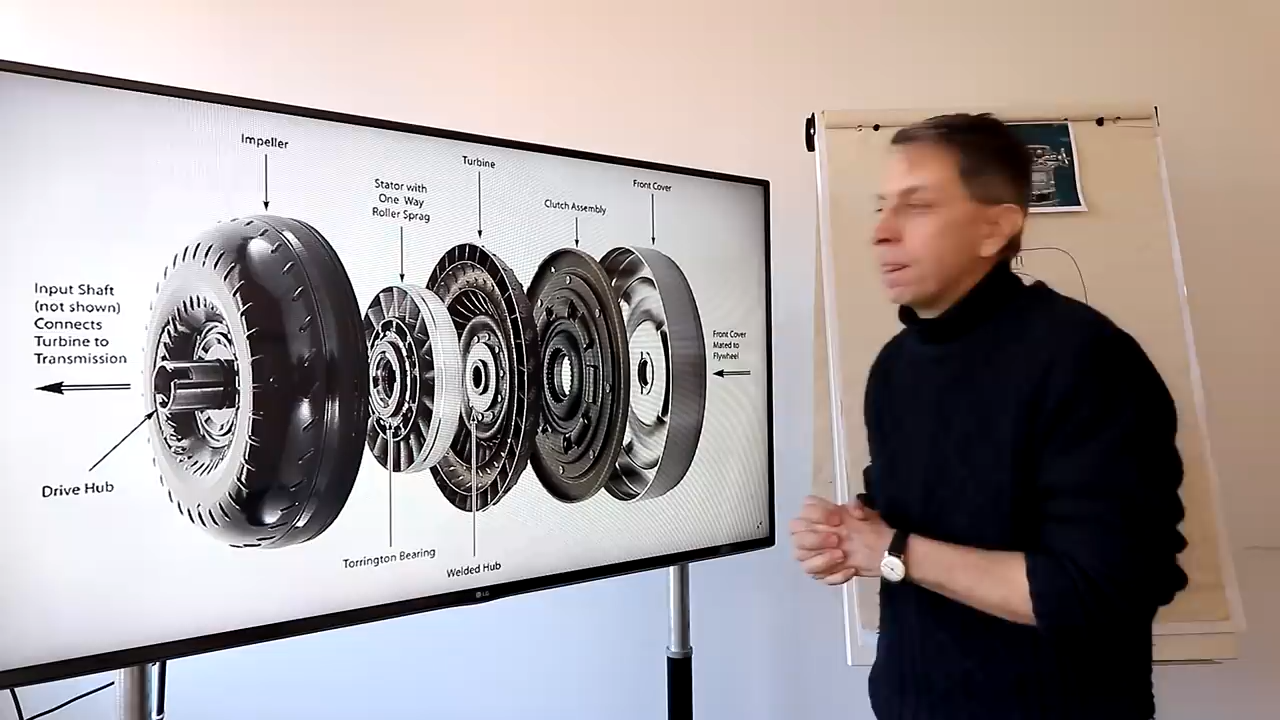 Impeller
Turbine
Stator with
One Way
Roller Sprag
Clutch Assembly
Front Cover
Input Shaft
(not shown)
Connects
Turbine to
Transmission
Front Cover
Mated to
Flywheel
Drive Hub
Torrington Bearing
Welded Hub
LG